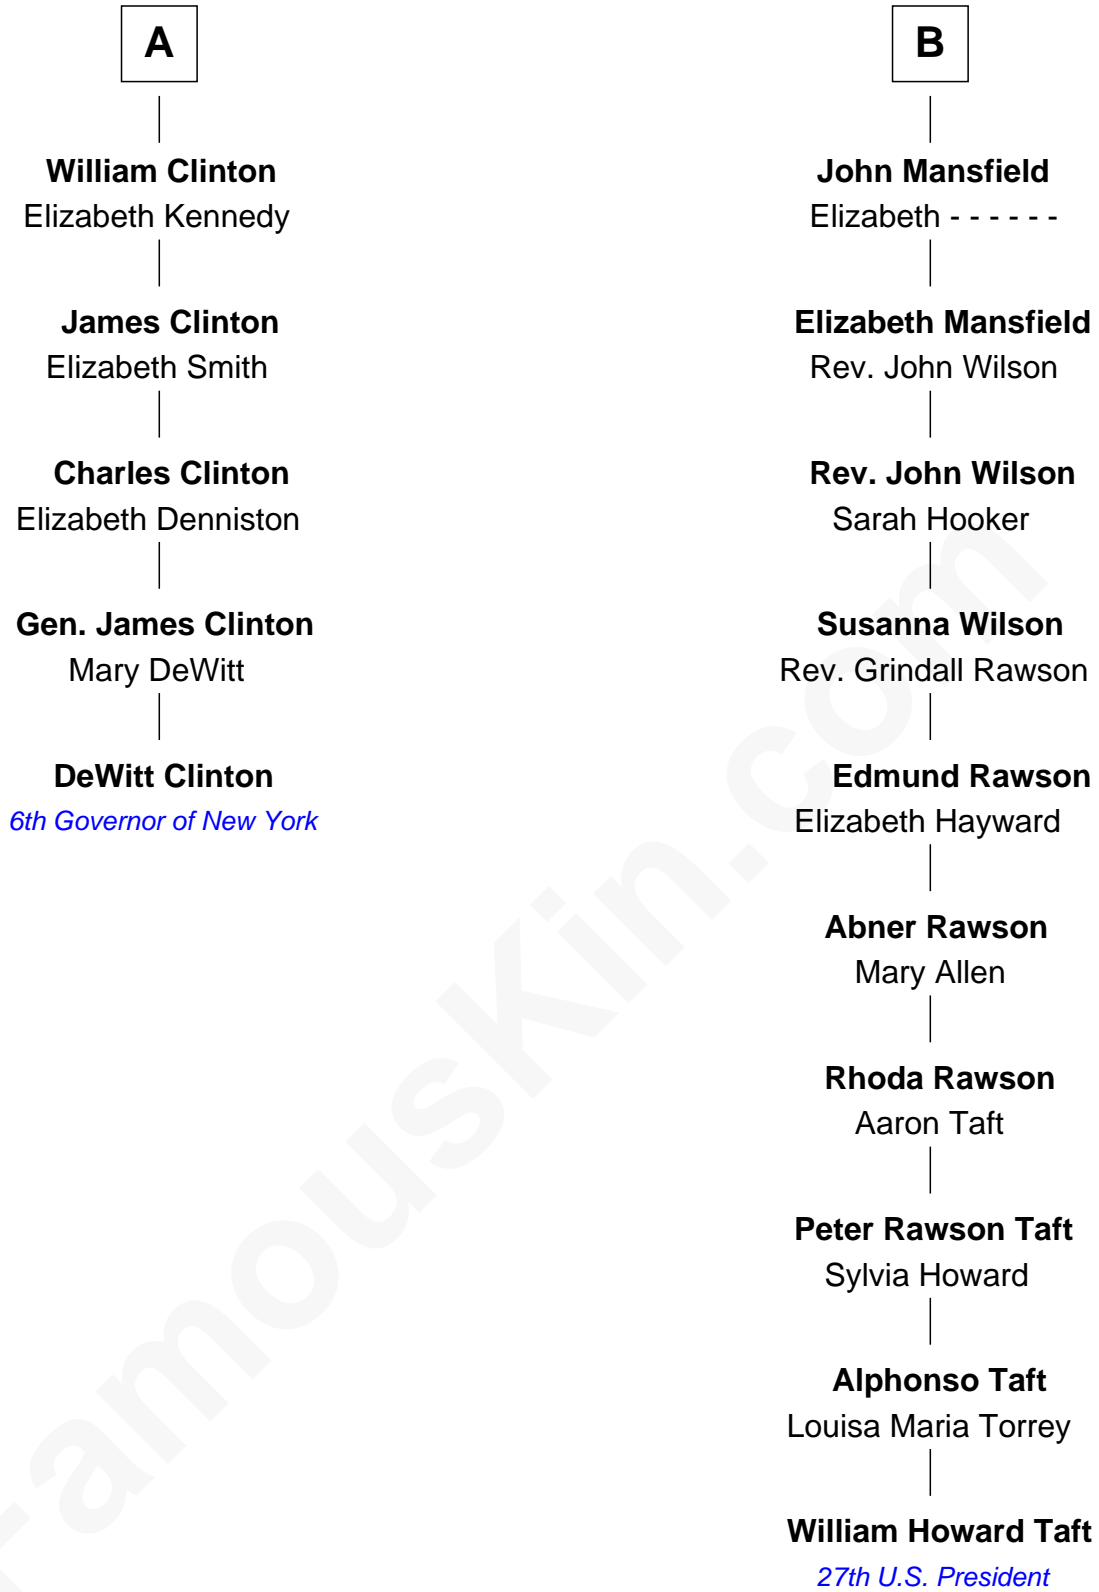 A
William Clinton
Elizabeth Kennedy
James Clinton
Elizabeth Smith
Charles Clinton
Elizabeth Denniston
Gen. James Clinton
Mary DeWitt
DeWitt Clinton
6th Governor of New York
B
John Mansfield
Elizabeth - - - - - -
Elizabeth Mansfield
Rev. John Wilson
Rev. John Wilson
Sarah Hooker
Susanna Wilson
Rev. Grindall Rawson
Edmund Rawson
Elizabeth Hayward
Abner Rawson
Mary Allen
Rhoda Rawson
Aaron Taft
Peter Rawson Taft
Sylvia Howard
Alphonso Taft
Louisa Maria Torrey
William Howard Taft
27th U.S. President
FamousKin.com